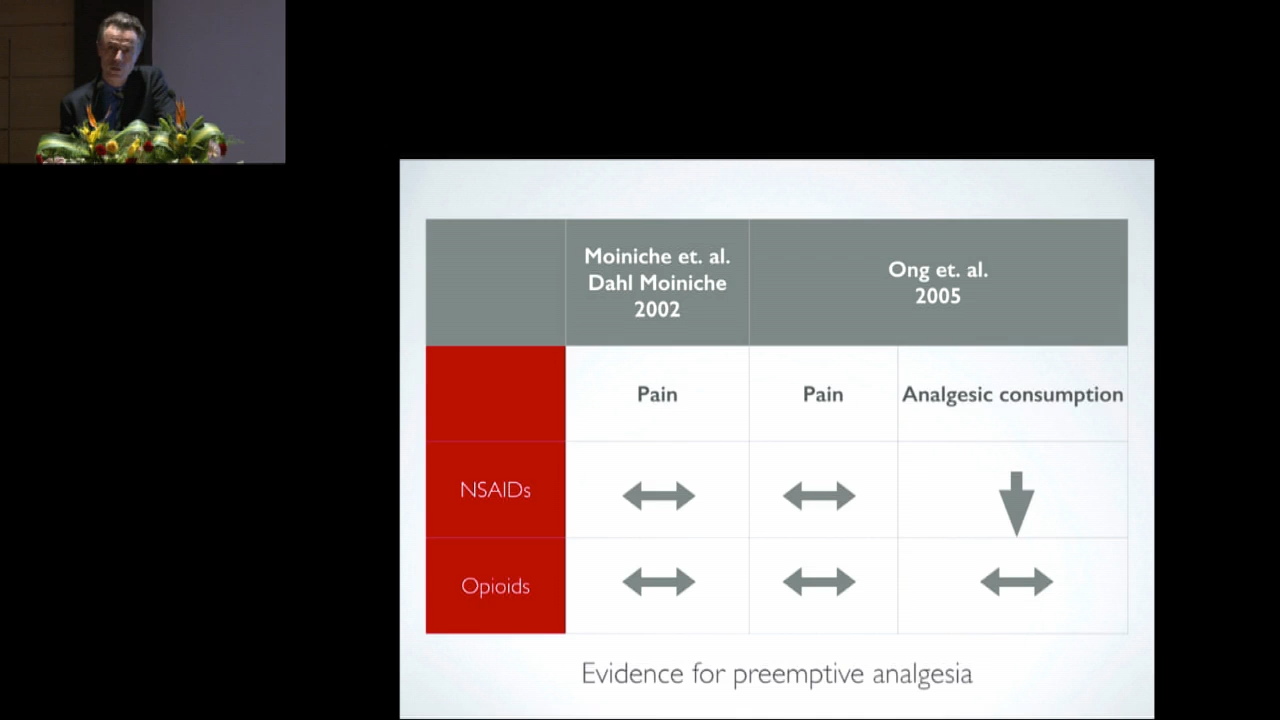 Moiniche et. al.
Dahl Moiniche
2002
Ong et. al.
2005
Pain
Pain
Analgesic consumption
NSAIDs
Opioids
Evidence for preemptive analgesia